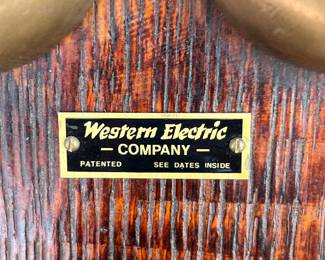 Western Electric
— COMPANY —
PATENTED SEE DATES INSIDE